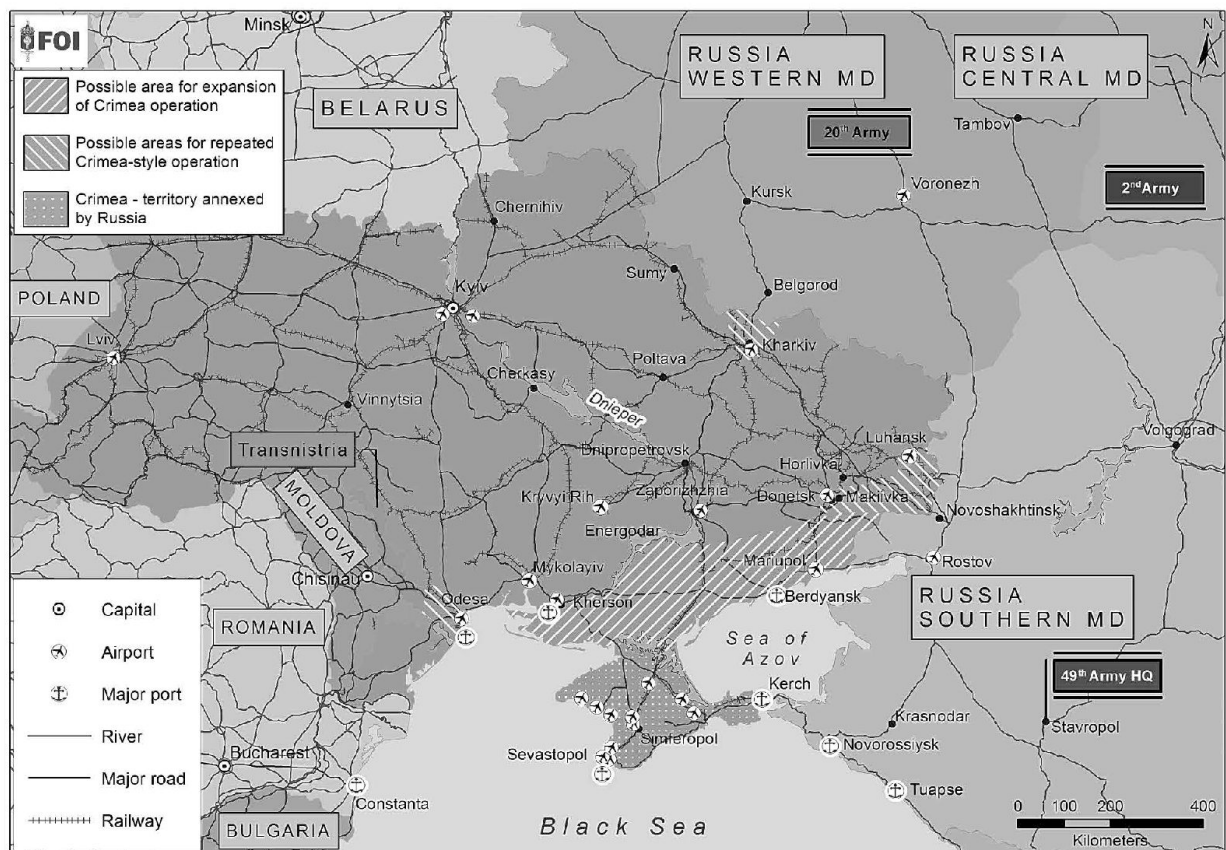 FOI
Possible area for expansion
of Crimea operation
Possible areas for repeated
Crimea-style operation
Crimea - territory annexed
by Russia
Minsk
BELARUS
RUSSIA
WESTERN MD
RUSSIA
CENTRAL MD
N
20th Army
Tambov
2nd Army
Voronezh
Kursk
Chernihiv
Sumy
Belgorod
POLAND
Kyiv
Lviv
Kharkiv
Poltava
Cherkasy
Vinnytsia
Dnieper
Transnistria
Luhansk
Volgograd
Dnipropetrovsk
Horlivka
Kryvyi Rih
Zaporizhzhia
Donetsk
Makiivka
Novoshakhtinsk
Energodar
MOLDOVA
Mykolayiv
Mariupol
Rostov
Chisinau
Odesa
Kherson
Berdyansk
RUSSIA
SOUTHERN MD
ROMANIA
Sea of
Azov
49th Army HQ
Kerch
Krasnodar
Stavropol
Sevastopol
Simferopol
Novorossiysk
Bucharest
Constanta
Tuapse
BULGARIA
Black Sea
Capital
Airport
Major port
River
Major road
Railway
0 100 200 400
Kilometers